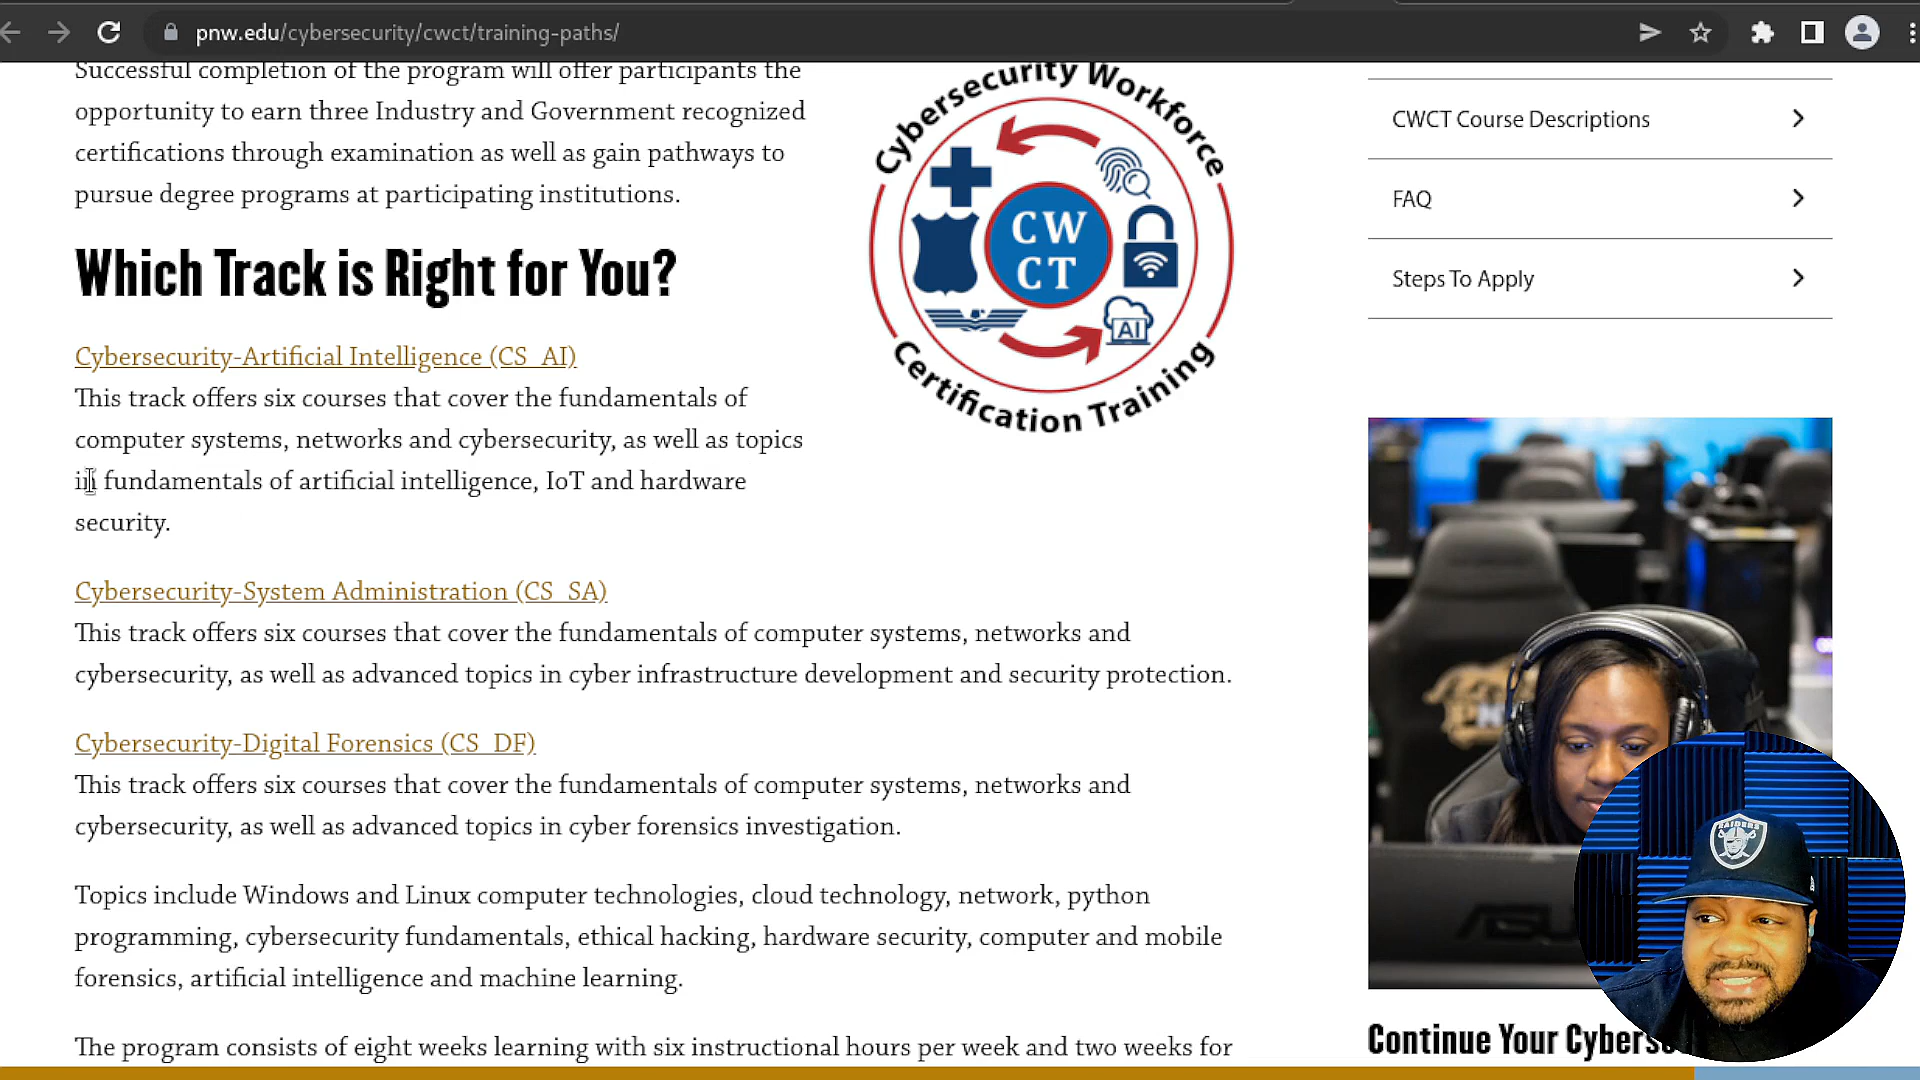 pnw.edu/cybersecurity/cwct/training-paths/
Successful completion of the program will offer participants the
opportunity to earn three Industry and Government recognized
certifications through examination as well as gain pathways to
pursue degree programs at participating institutions.
Which Track is Right for You?
Cybersecurity-Artificial Intelligence (CS_AI)
This track offers six courses that cover the fundamentals of
computer systems, networks and cybersecurity, as well as topics
in fundamentals of artificial intelligence, IoT and hardware
security.
Cybersecurity-System Administration (CS_SA)
This track offers six courses that cover the fundamentals of computer systems, networks and
cybersecurity, as well as advanced topics in cyber infrastructure development and security protection.
Cybersecurity-Digital Forensics (CS_DF)
This track offers six courses that cover the fundamentals of computer systems, networks and
cybersecurity, as well as advanced topics in cyber forensics investigation.
Topics include Windows and Linux computer technologies, cloud technology, network, python
programming, cybersecurity fundamentals, ethical hacking, hardware security, computer and mobile
forensics, artificial intelligence and machine learning.
The program consists of eight weeks learning with six instructional hours per week and two weeks for
Cybersecurity Workforce
CW
CT
AI
Certification Training
CWCT Course Descriptions
FAQ
Steps To Apply
ASUS
RAIDERS
Continue Your